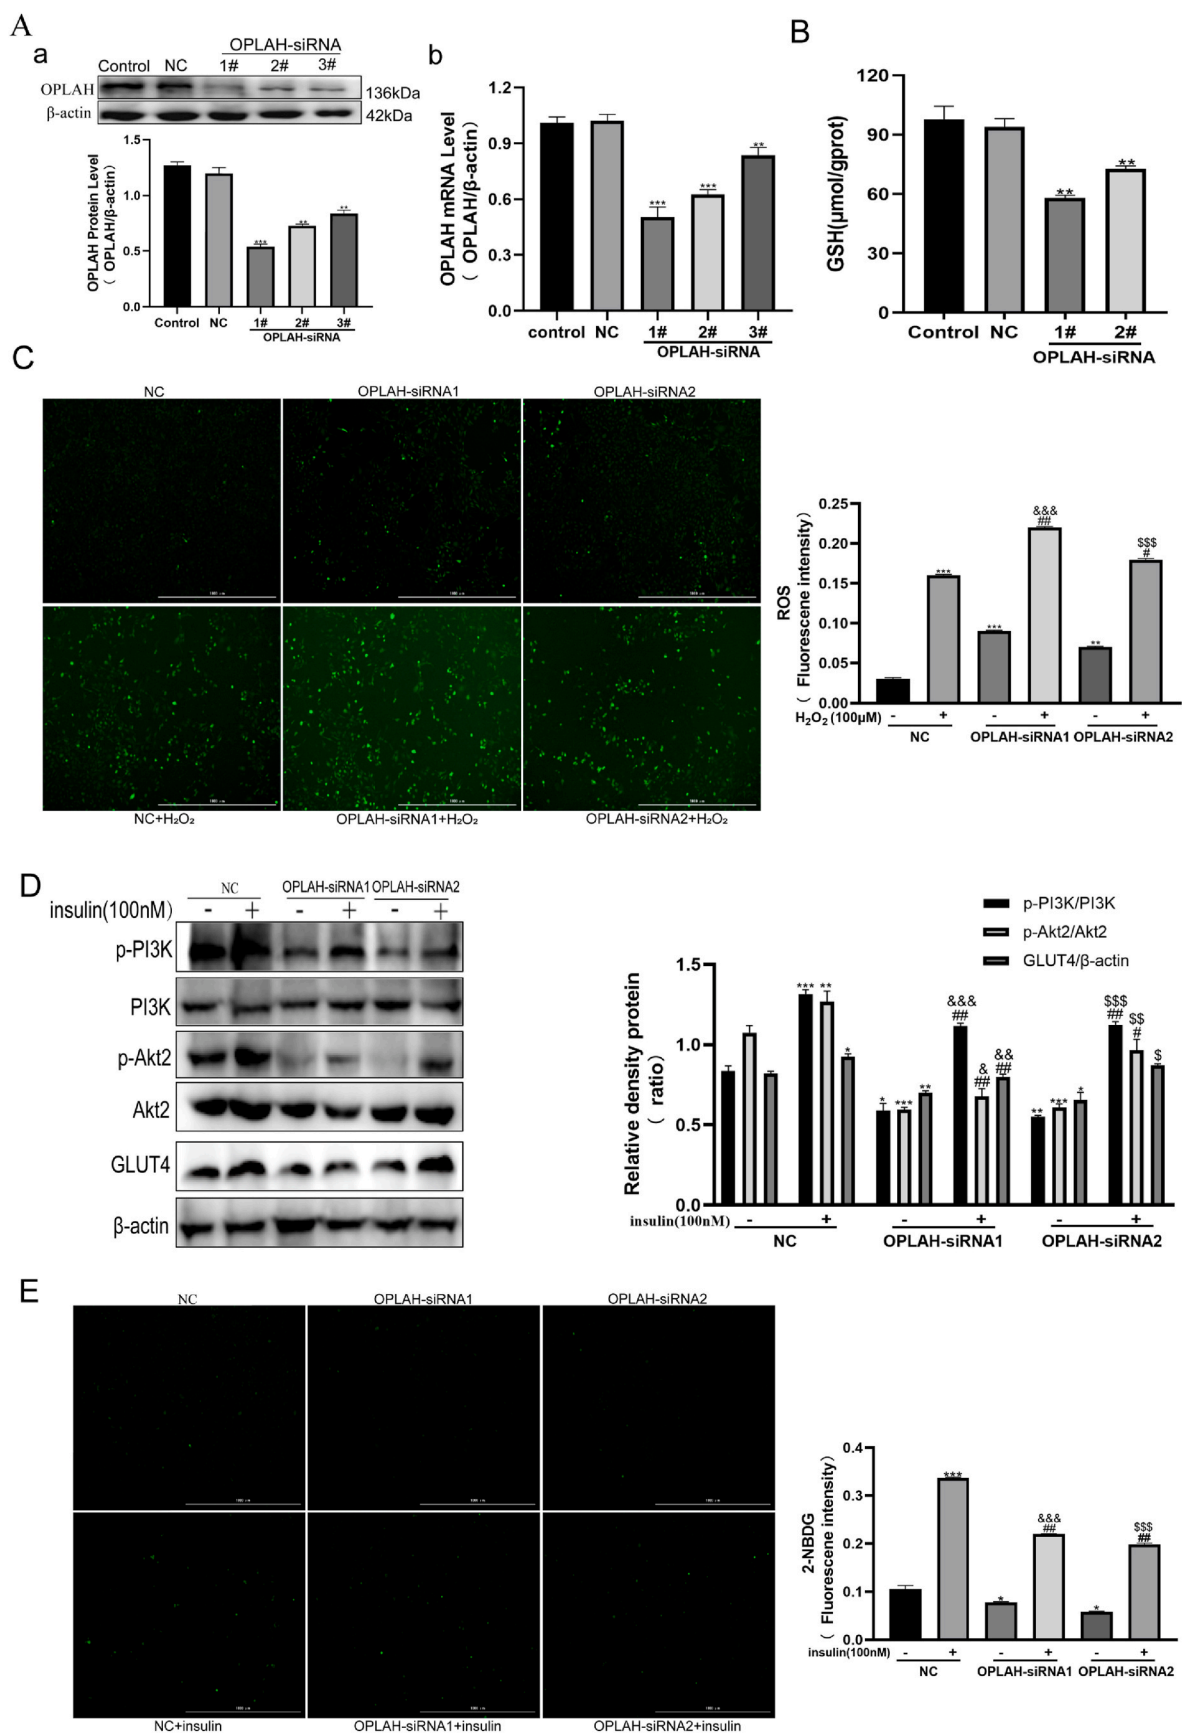 A
a
OPLAH-siRNA
Control NC 1# 2# 3#
OPLAH 136kDa
β-actin 42kDa
OPLAH Protein Level
( OPLAH/β-actin)
1.5
1.0
0.5
0.0
*** ** **
Control NC 1# 2# 3#
OPLAH-siRNA
b
OPLAH mRNA Level
( OPLAH/β-actin)
1.2
0.9
0.6
0.3
0.0
*** *** **
control NC 1# 2# 3#
OPLAH-siRNA
B
GSH(μmol/gprot)
120
90
60
30
0
** **
Control NC 1# 2#
OPLAH-siRNA
C
NC OPLAH-siRNA1 OPLAH-siRNA2
NC+H₂O₂ OPLAH-siRNA1+H₂O₂ OPLAH-siRNA2+H₂O₂
ROS
( Fluorescene intensity)
0.25
0.20
0.15
0.10
0.05
0.00
*** *** &&& ## ** $$$ #
H₂O₂ (100μM) - + - + - +
NC OPLAH-siRNA1 OPLAH-siRNA2
D
NC OPLAH-siRNA1 OPLAH-siRNA2
insulin(100nM) - + - + - +
p-PI3K
PI3K
p-Akt2
Akt2
GLUT4
β-actin
p-PI3K/PI3K
p-Akt2/Akt2
GLUT4/β-actin
Relative density protein
( ratio)
1.5
1.0
0.5
0.0
*** ** * * *** ** &&& ## & ## && ## ** *** * $$$ ## $$ # $
insulin(100nM) - + - + - +
NC OPLAH-siRNA1 OPLAH-siRNA2
E
NC OPLAH-siRNA1 OPLAH-siRNA2
NC+insulin OPLAH-siRNA1+insulin OPLAH-siRNA2+insulin
2-NBDG
( Fluorescene intensity)
0.4
0.3
0.2
0.1
0.0
*** * &&& ## * $$$ ##
insulin(100nM) - + - + - +
NC OPLAH-siRNA1 OPLAH-siRNA2